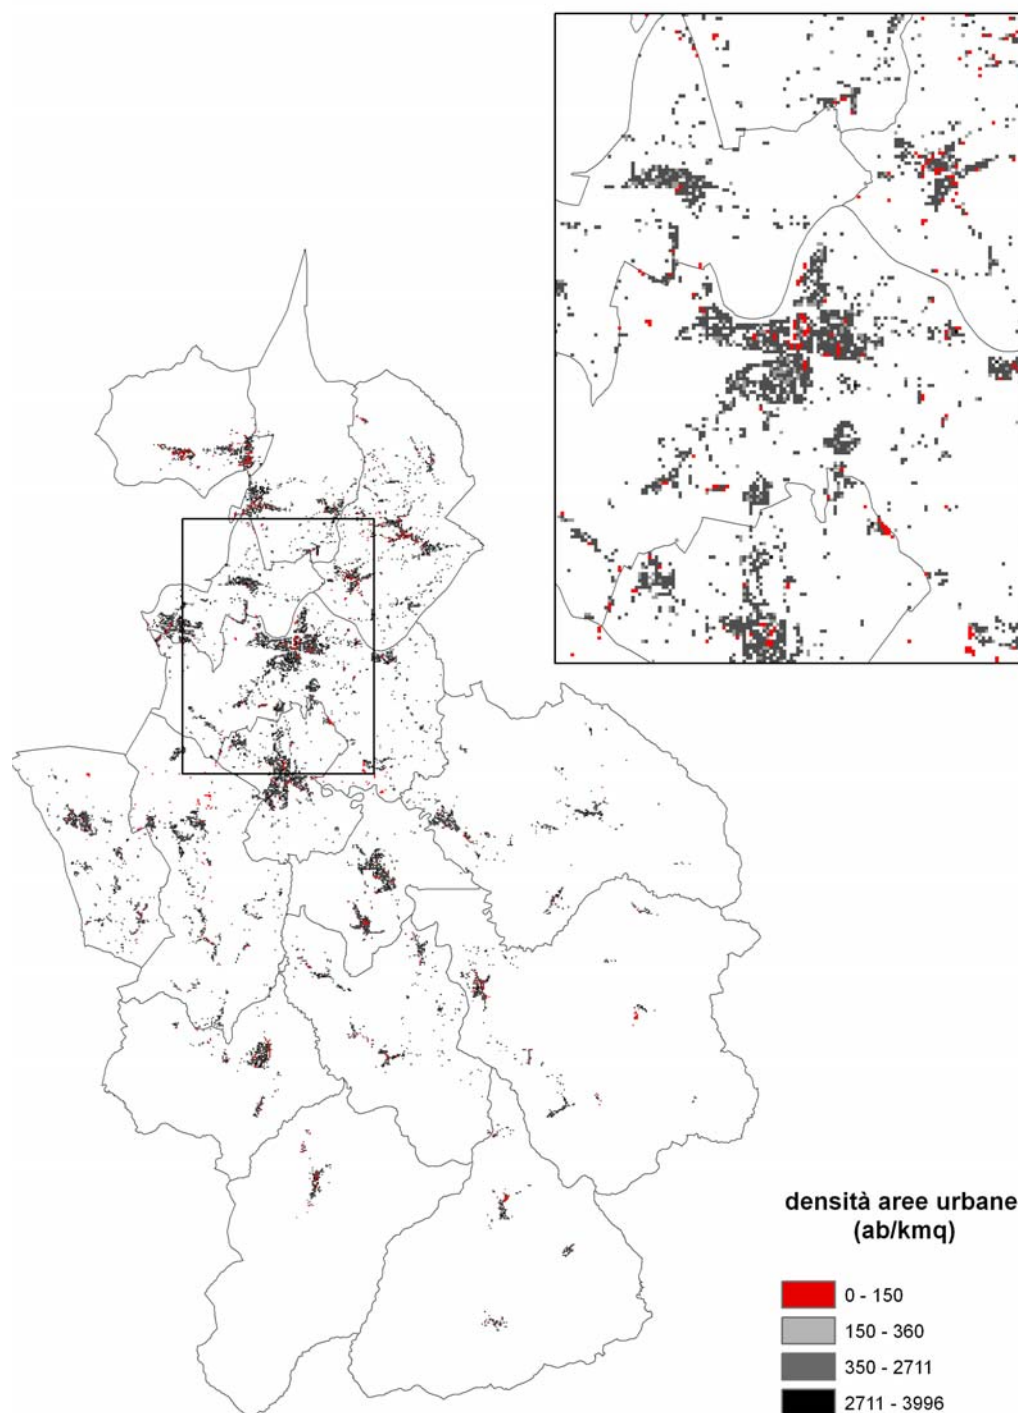 densità aree urbane
(ab/kmq)
0 - 150
150 - 360
350 - 2711
2711 - 3996